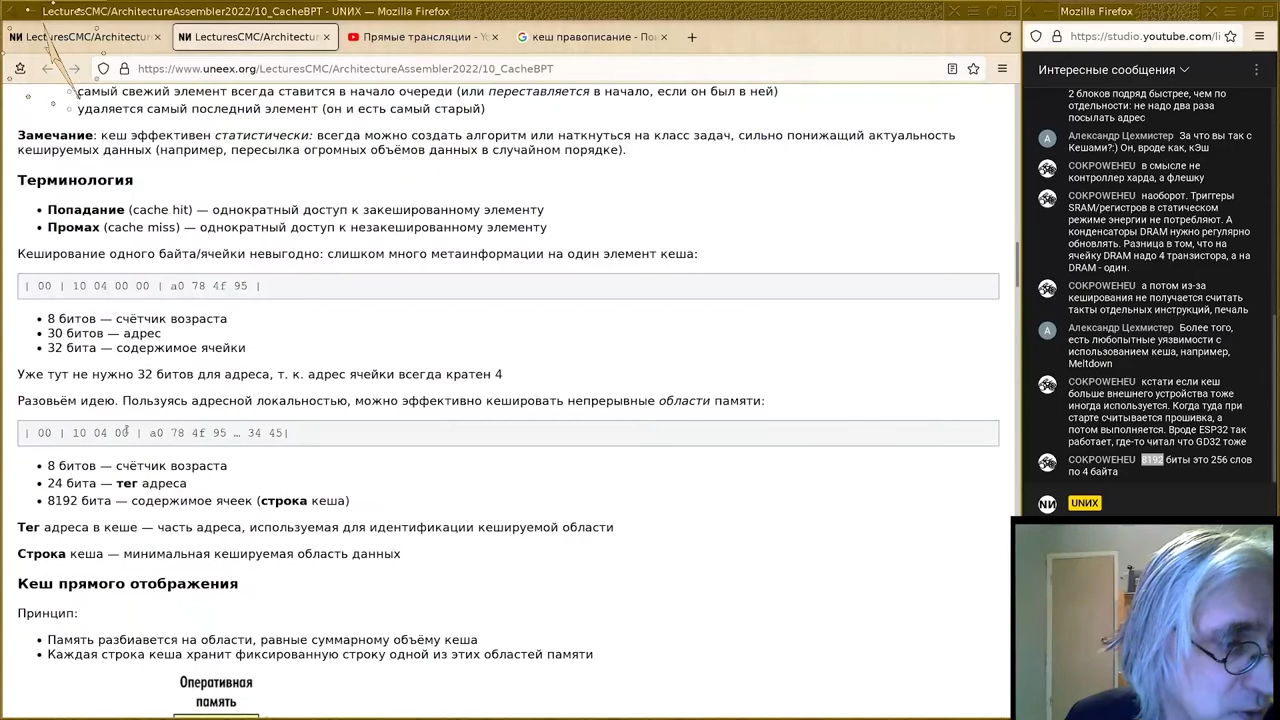 LecturesCMC/ArchitectureAssembler2022/10_CacheBPT - UNИX — Mozilla Firefox
Mozilla Firefox
NИ LecturesCMC/Architectur
NИ LecturesCMC/Architectur
Прямые трансляции - Yo
кеш правописание - Пои
https://www.uneex.org/LecturesCMC/ArchitectureAssembler2022/10_CacheBPT
https://studio.youtube.com/li
самый свежий элемент всегда ставится в начало очереди (или переставляется в начало, если он был в ней)
удаляется самый последний элемент (он и есть самый старый)
Замечание: кеш эффективен статистически: всегда можно создать алгоритм или наткнуться на класс задач, сильно понижающий актуальность
кешируемых данных (например, пересылка огромных объёмов данных в случайном порядке).
Терминология
• Попадание (cache hit) — однократный доступ к закешированному элементу
• Промах (cache miss) — однократный доступ к незакешированному элементу
Кеширование одного байта/ячейки невыгодно: слишком много метаинформации на один элемент кеша:
| 00 | 10 04 00 00 | a0 78 4f 95 |
• 8 битов — счётчик возраста
• 30 битов — адрес
• 32 бита — содержимое ячейки
Уже тут не нужно 32 битов для адреса, т. к. адрес ячейки всегда кратен 4
Разовьём идею. Пользуясь адресной локальностью, можно эффективно кешировать непрерывные области памяти:
| 00 | 10 04 00 | a0 78 4f 95 … 34 45|
• 8 битов — счётчик возраста
• 24 бита — тег адреса
• 8192 бита — содержимое ячеек (строка кеша)
Тег адреса в кеше — часть адреса, используемая для идентификации кешируемой области
Строка кеша — минимальная кешируемая область данных
Кеш прямого отображения
Принцип:
• Память разбиавется на области, равные суммарному объёму кеша
• Каждая строка кеша хранит фиксированную строку одной из этих областей памяти
Оперативная
память
Интересные сообщения
2 блоков подряд быстрее, чем по
отдельности: не надо два раза
посылать адрес
А Александр Цехмистер За что вы так с
Кешами?:) Он, вроде как, кЭш
COKPOWEHEU в смысле не
контроллер харда, а флешку
COKPOWEHEU наоборот. Триггеры
SRAM/регистров в статическом
режиме энергии не потребляют. А
конденсаторы DRAM нужно регулярно
обновлять. Разница в том, что на
ячейку DRAM надо 4 транзистора, а на
DRAM - один.
COKPOWEHEU а потом из-за
кеширования не получается считать
такты отдельных инструкций, печаль
А Александр Цехмистер Более того,
есть любопытные уязвимости с
использованием кеша, например,
Meltdown
COKPOWEHEU кстати если кеш
больше внешнего устройства тоже
иногда используется. Когда туда при
старте считывается прошивка, а
потом выполняется. Вроде ESP32 так
работает, где-то читал что GD32 тоже
COKPOWEHEU 8192 биты это 256 слов
по 4 байта
NИ UNИX